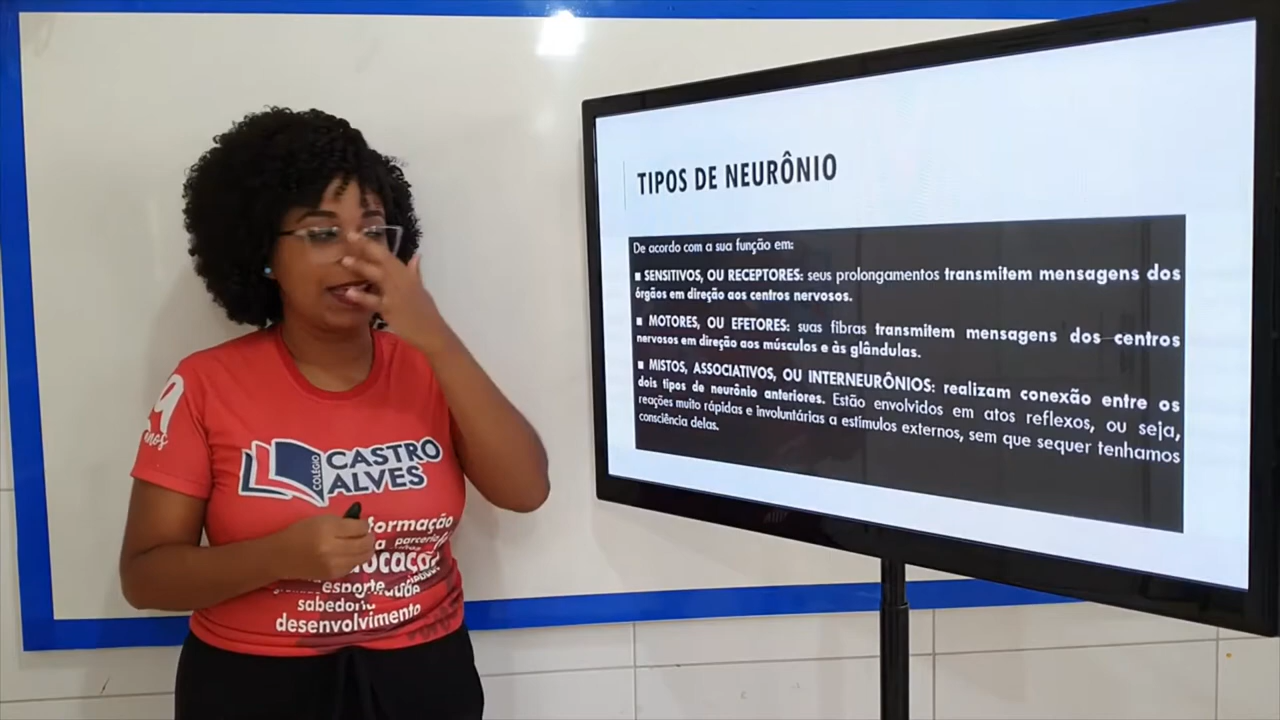 TIPOS DE NEURÔNIO
De acordo com a sua função em:
▪ SENSITIVOS, OU RECEPTORES: seus prolongamentos transmitem mensagens dos
órgãos em direção aos centros nervosos.
▪ MOTORES, OU EFETORES: suas fibras transmitem mensagens dos centros
nervosos em direção aos músculos e às glândulas.
▪ MISTOS, ASSOCIATIVOS, OU INTERNEURÔNIOS: realizam conexão entre os
dois tipos de neurônio anteriores. Estão envolvidos em atos reflexos, ou seja,
reações muito rápidas e involuntárias a estímulos externos, sem que sequer tenhamos
consciência delas.
19
anos
COLÉGIO
CASTRO
ALVES
formação
parceria
esporte
sabedoria
desenvolvimento